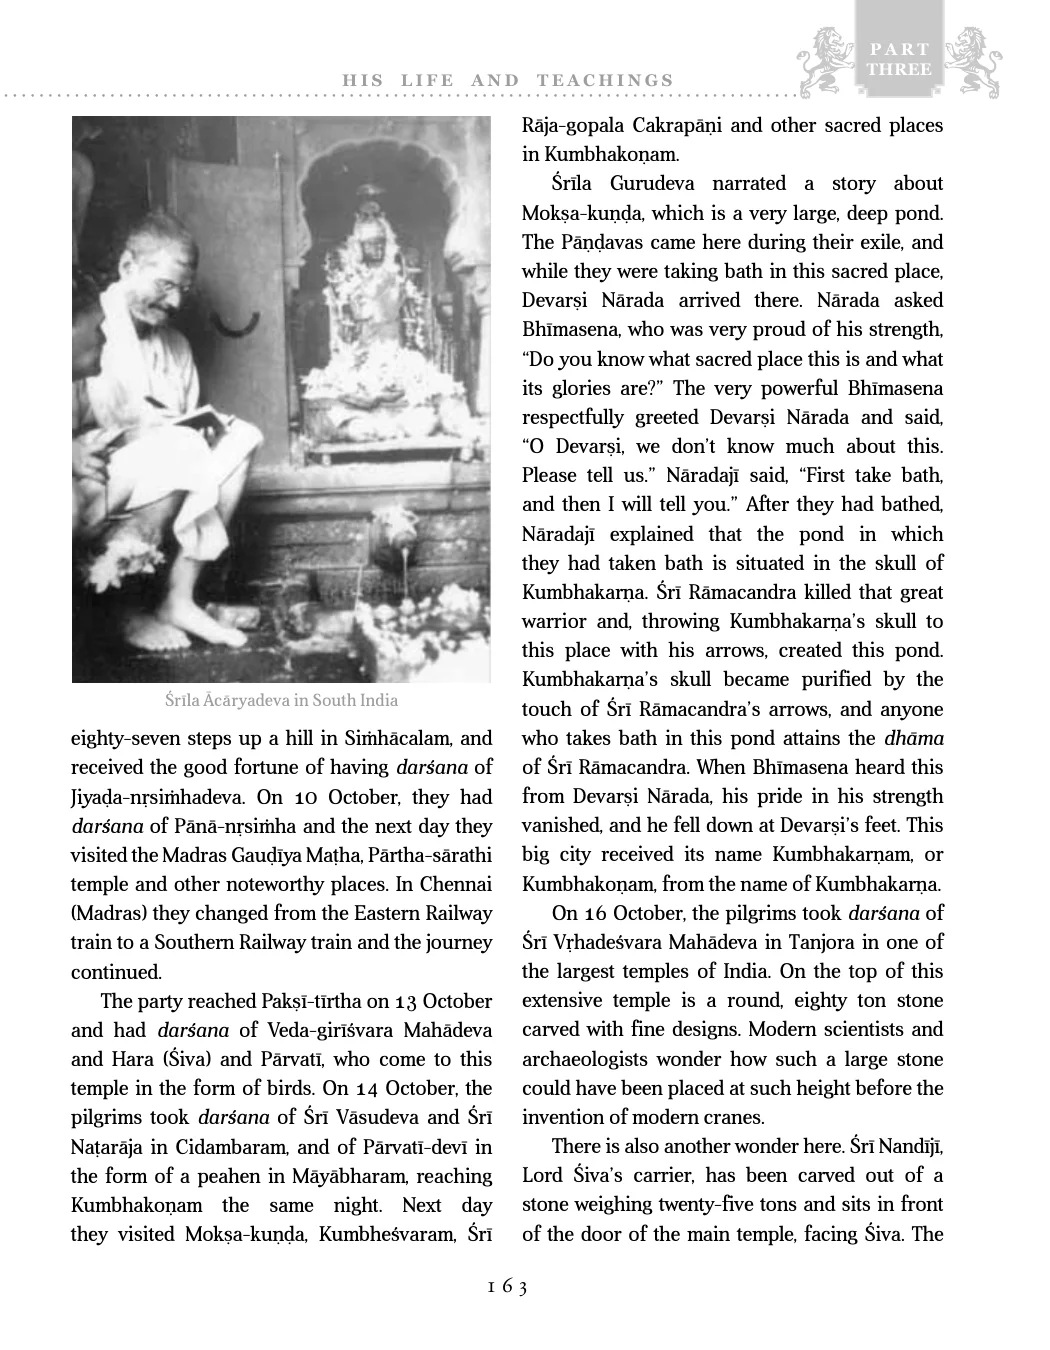 HIS LIFE AND TEACHINGS
PART
THREE
Śrīla Ācāryadeva in South India
eighty-seven steps up a hill in Siṁhācalam, and
received the good fortune of having darśana of
Jiyaḍa-nṛsiṁhadeva. On 10 October, they had
darśana of Pānā-nṛsiṁha and the next day they
visited the Madras Gauḍīya Maṭha, Pārtha-sārathi
temple and other noteworthy places. In Chennai
(Madras) they changed from the Eastern Railway
train to a Southern Railway train and the journey
continued.
The party reached Pakṣī-tīrtha on 13 October
and had darśana of Veda-girīśvara Mahādeva
and Hara (Śiva) and Pārvatī, who come to this
temple in the form of birds. On 14 October, the
pilgrims took darśana of Śrī Vāsudeva and Śrī
Naṭarāja in Cidambaram, and of Pārvatī-devī in
the form of a peahen in Māyābharam, reaching
Kumbhakoṇam the same night. Next day
they visited Mokṣa-kuṇḍa, Kumbheśvaram, Śrī
Rāja-gopala Cakrapāṇi and other sacred places
in Kumbhakoṇam.
Śrīla Gurudeva narrated a story about
Mokṣa-kuṇḍa, which is a very large, deep pond.
The Pāṇḍavas came here during their exile, and
while they were taking bath in this sacred place,
Devarṣi Nārada arrived there. Nārada asked
Bhīmasena, who was very proud of his strength,
“Do you know what sacred place this is and what
its glories are?” The very powerful Bhīmasena
respectfully greeted Devarṣi Nārada and said,
“O Devarṣi, we don’t know much about this.
Please tell us.” Nāradajī said, “First take bath,
and then I will tell you.” After they had bathed,
Nāradajī explained that the pond in which
they had taken bath is situated in the skull of
Kumbhakarṇa. Śrī Rāmacandra killed that great
warrior and, throwing Kumbhakarṇa’s skull to
this place with his arrows, created this pond.
Kumbhakarṇa’s skull became purified by the
touch of Śrī Rāmacandra’s arrows, and anyone
who takes bath in this pond attains the dhāma
of Śrī Rāmacandra. When Bhīmasena heard this
from Devarṣi Nārada, his pride in his strength
vanished, and he fell down at Devarṣi’s feet. This
big city received its name Kumbhakarṇam, or
Kumbhakoṇam, from the name of Kumbhakarṇa.
On 16 October, the pilgrims took darśana of
Śrī Vṛhadeśvara Mahādeva in Tanjora in one of
the largest temples of India. On the top of this
extensive temple is a round, eighty ton stone
carved with fine designs. Modern scientists and
archaeologists wonder how such a large stone
could have been placed at such height before the
invention of modern cranes.
There is also another wonder here. Śrī Nandījī,
Lord Śiva’s carrier, has been carved out of a
stone weighing twenty-five tons and sits in front
of the door of the main temple, facing Śiva. The
163